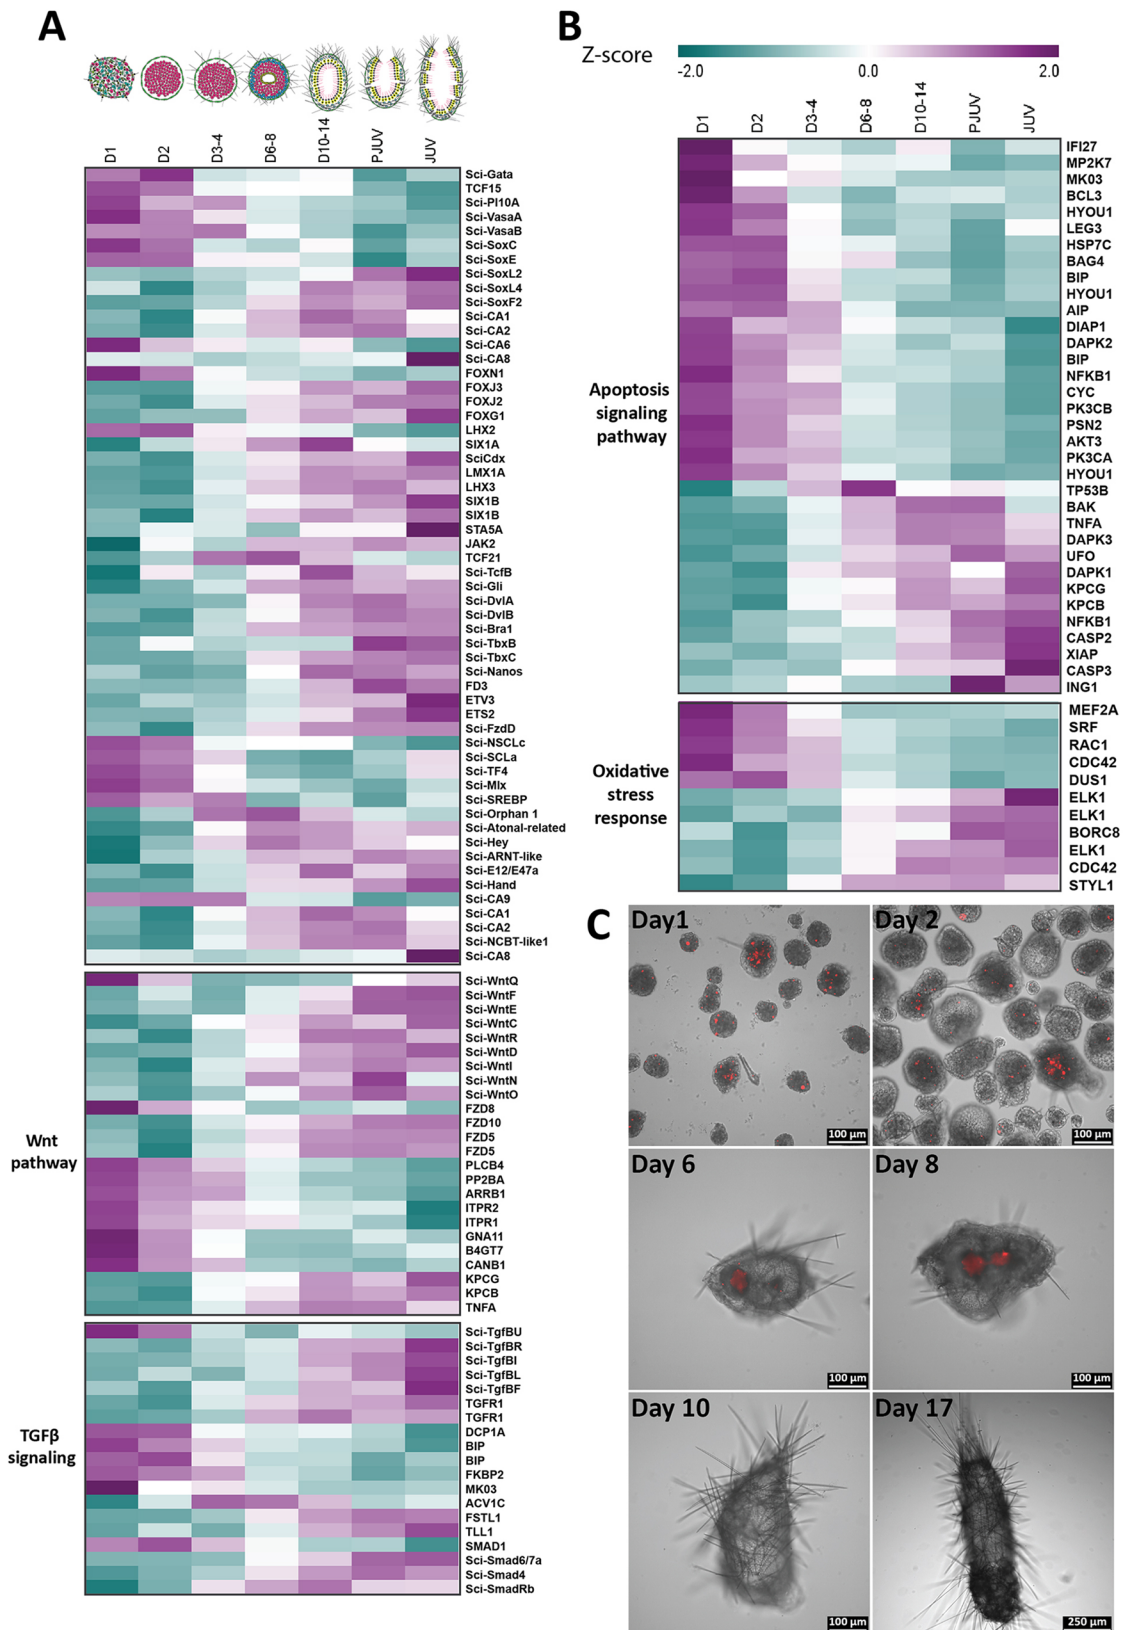 A
D1
D2
D3-4
D6-8
D10-14
PJUV
JUV
Sci-Gata
TCF15
Sci-Pl10A
Sci-VasaA
Sci-VasaB
Sci-SoxC
Sci-SoxE
Sci-SoxL2
Sci-SoxL4
Sci-SoxF2
Sci-CA1
Sci-CA2
Sci-CA6
Sci-CA8
FOXN1
FOXJ3
FOXJ2
FOXG1
LHX2
SIX1A
SciCdx
LMX1A
LHX3
SIX1B
SIX1B
STA5A
JAK2
TCF21
Sci-TcfB
Sci-Gli
Sci-DvlA
Sci-DvlB
Sci-Bra1
Sci-TbxB
Sci-TbxC
Sci-Nanos
FD3
ETV3
ETS2
Sci-FzdD
Sci-NSCLc
Sci-SCLa
Sci-TF4
Sci-Mlx
Sci-SREBP
Sci-Orphan 1
Sci-Atonal-related
Sci-Hey
Sci-ARNT-like
Sci-E12/E47a
Sci-Hand
Sci-CA9
Sci-CA1
Sci-CA2
Sci-NCBT-like1
Sci-CA8
Wnt
pathway
Sci-WntQ
Sci-WntF
Sci-WntE
Sci-WntC
Sci-WntR
Sci-WntD
Sci-WntI
Sci-WntN
Sci-WntO
FZD8
FZD10
FZD5
FZD5
PLCB4
PP2BA
ARRB1
ITPR2
ITPR1
GNA11
B4GT7
CANB1
KPCG
KPCB
TNFA
TGFβ
signaling
Sci-TgfBU
Sci-TgfBR
Sci-TgfBI
Sci-TgfBL
Sci-TgfBF
TGFR1
TGFR1
DCP1A
BIP
BIP
FKBP2
MK03
ACV1C
FSTL1
TLL1
SMAD1
Sci-Smad6/7a
Sci-Smad4
Sci-SmadRb
B
Z-score
-2.0
0.0
2.0
D1
D2
D3-4
D6-8
D10-14
PJUV
JUV
Apoptosis
signaling
pathway
IFI27
MP2K7
MK03
BCL3
HYOU1
LEG3
HSP7C
BAG4
BIP
HYOU1
AIP
DIAP1
DAPK2
BIP
NFKB1
CYC
PK3CB
PSN2
AKT3
PK3CA
HYOU1
TP53B
BAK
TNFA
DAPK3
UFO
DAPK1
KPCG
KPCB
NFKB1
CASP2
XIAP
CASP3
ING1
Oxidative
stress
response
MEF2A
SRF
RAC1
CDC42
DUS1
ELK1
ELK1
BORC8
ELK1
CDC42
STYL1
C
Day1
100 µm
Day 2
100 µm
Day 6
100 µm
Day 8
100 µm
Day 10
100 µm
Day 17
250 µm